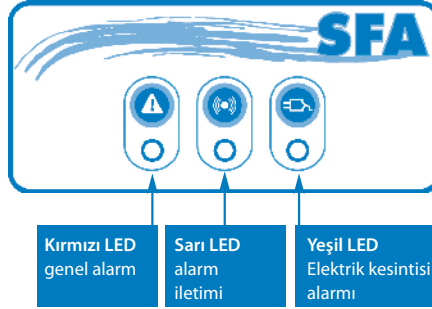 SFA
Kırmızı LED
genel alarm
Sarı LED
alarm
iletimi
Yeşil LED
Elektrik kesintisi
alarmı